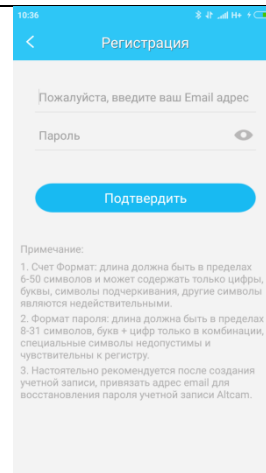 10:36
H+
Регистрация
Пожалуйста, введите ваш Email адрес
Пароль
Подтвердить
Примечание:
1. Счет Формат: длина должна быть в пределах
6-50 символов и может содержать только цифры,
буквы, символы подчеркивания, другие символы
являются недействительными.
2. Формат пароля: длина должна быть в пределах
8-31 символов, букв + цифр только в комбинации,
специальные символы недопустимы и
чувствительны к регистру.
3. Настоятельно рекомендуется после создания
учетной записи, привязать адрес email для
восстановления пароля учетной записи Altcam.